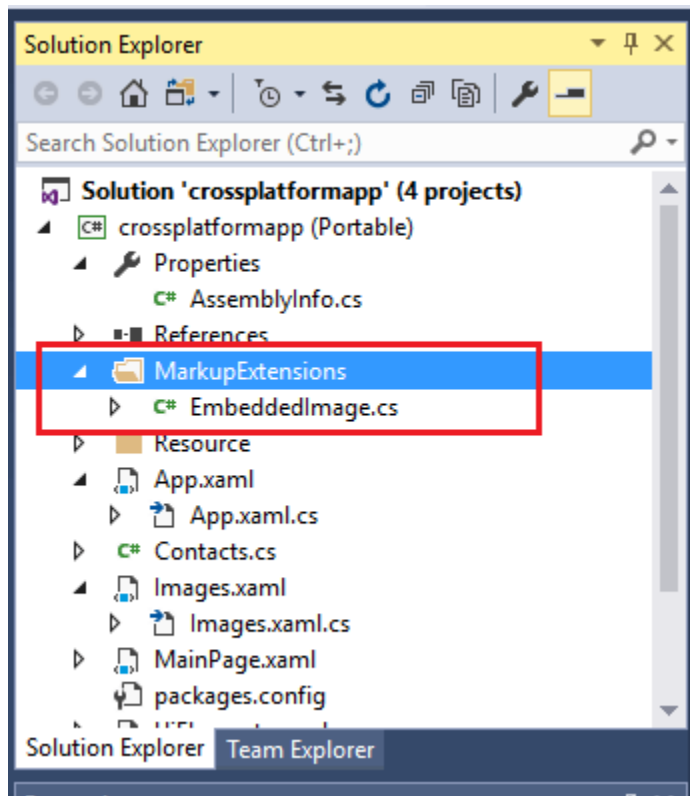 Solution Explorer
Search Solution Explorer (Ctrl+;)
Solution 'crossplatformapp' (4 projects)
C# crossplatformapp (Portable)
Properties
C# AssemblyInfo.cs
References
MarkupExtensions
C# EmbeddedImage.cs
Resource
App.xaml
App.xaml.cs
C# Contacts.cs
Images.xaml
Images.xaml.cs
MainPage.xaml
packages.config
Solution Explorer Team Explorer